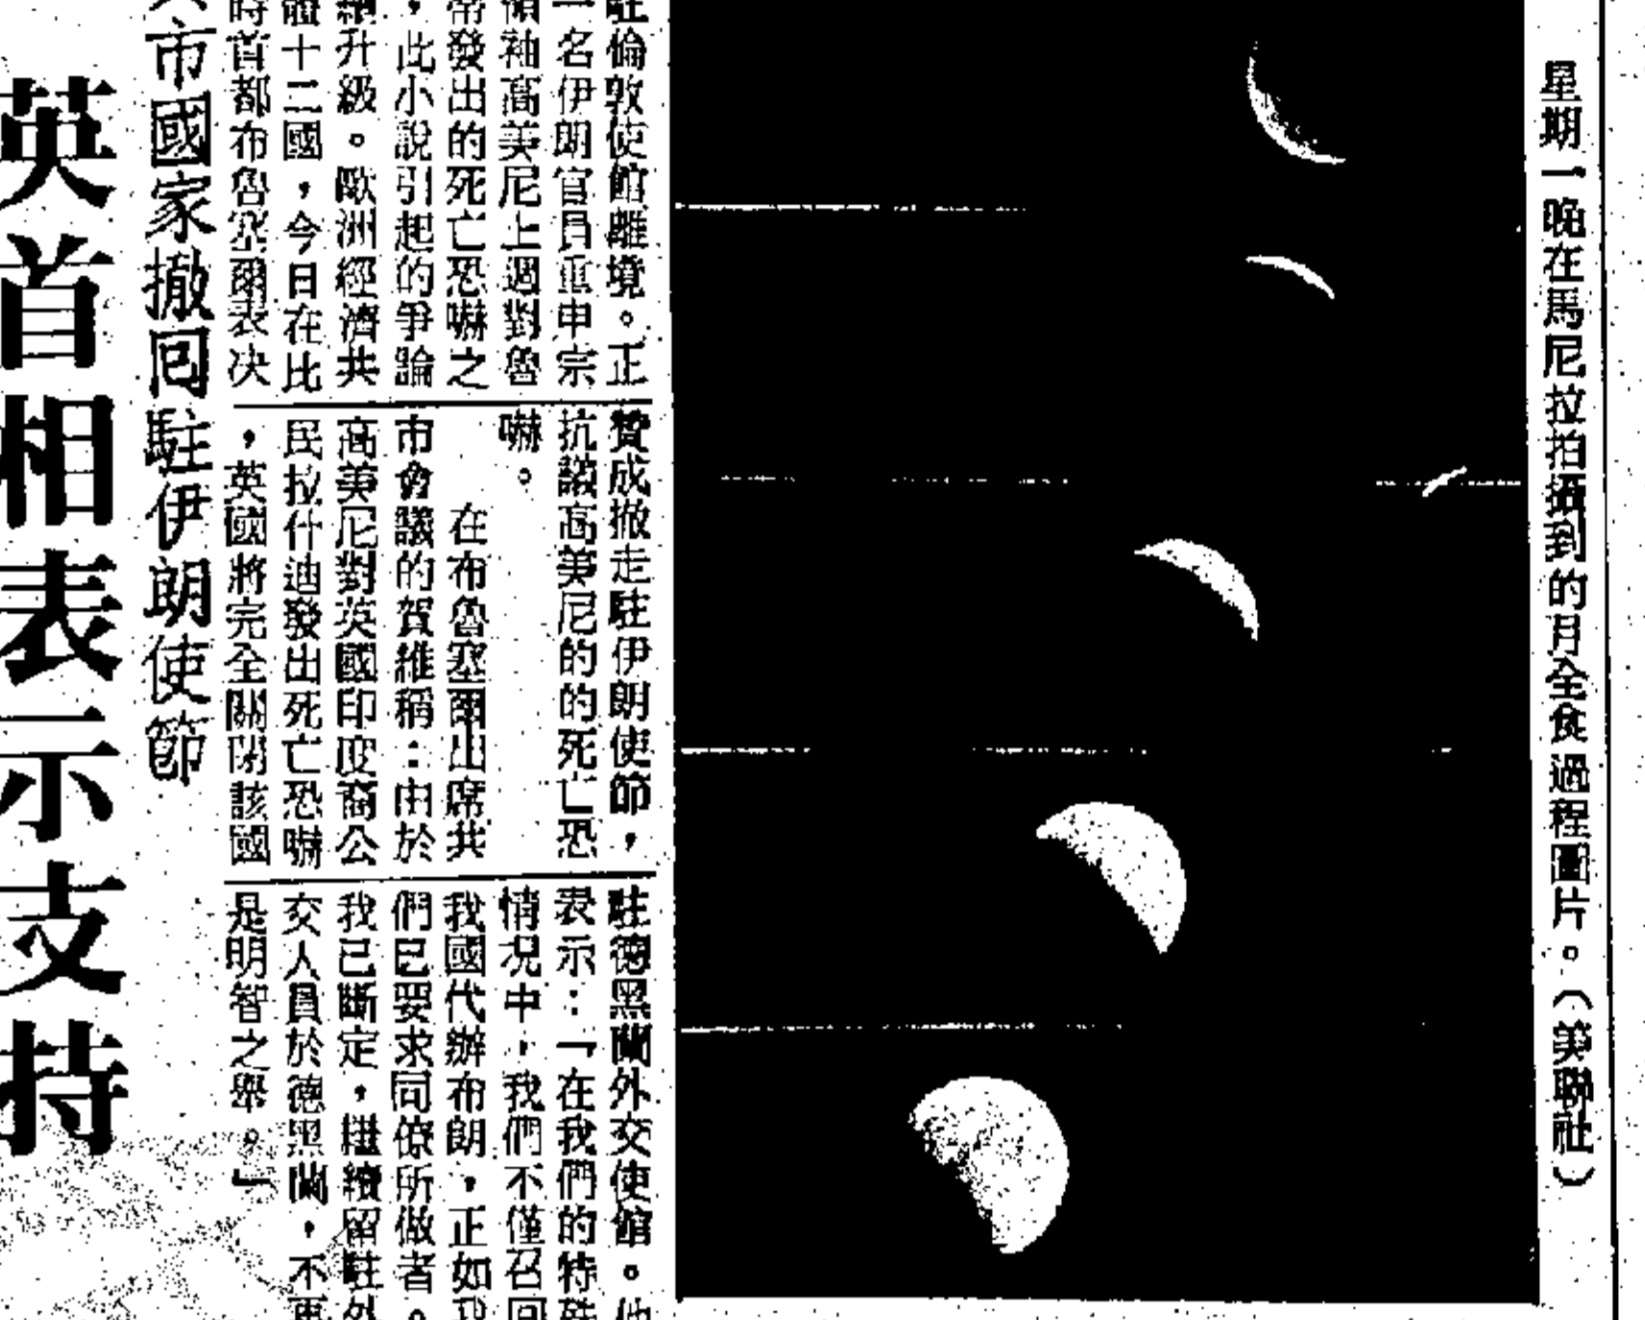 星期一晚在馬尼拉拍攝到的月全食過程圖片。（美聯社）
駐倫敦使館離境。正
一名伊朗官員重申宗
領袖高美尼上週對魯
帝發出的死亡恐嚇之
，此小說引起的爭論
升級。歐洲經濟共
體十二國，今日在比
時首都布魯塞爾表决
贊成撤走駐伊朗使節，
抗議高美尼的的死亡恐
嚇。
在布魯塞爾出席共
市會議的賀維稱：由於
高美尼對英國印度裔公
民拉什迪發出死亡恐嚇
，英國將完全關閉該國
駐德黑蘭外交使館。他
表示：「在我們的特殊
情况中，我們不僅召回
我國代辦布朗，正如我
們已要求同僚所做者。
我已斷定，繼續留駐外
交人員於德黑蘭，不再
是明智之舉。」
市國家撤回駐伊朗使節
英首相表示支持